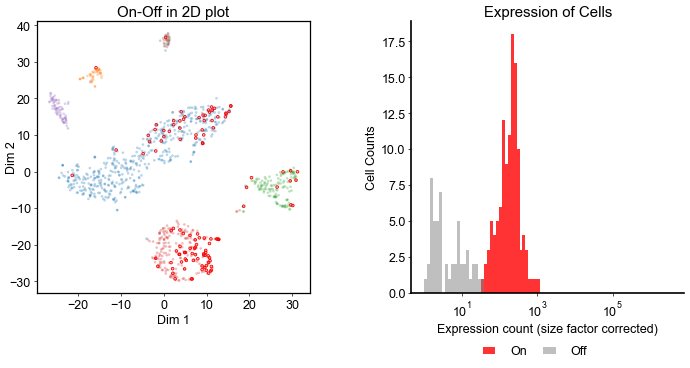 On-Off in 2D plot
40
30
20
10
0
−10
−20
−30
Dim 2
−20 −10 0 10 20 30
Dim 1
Expression of Cells
17.5
15.0
12.5
10.0
7.5
5.0
2.5
0.0
Cell Counts
10¹ 10³ 10⁵
Expression count (size factor corrected)
On Off